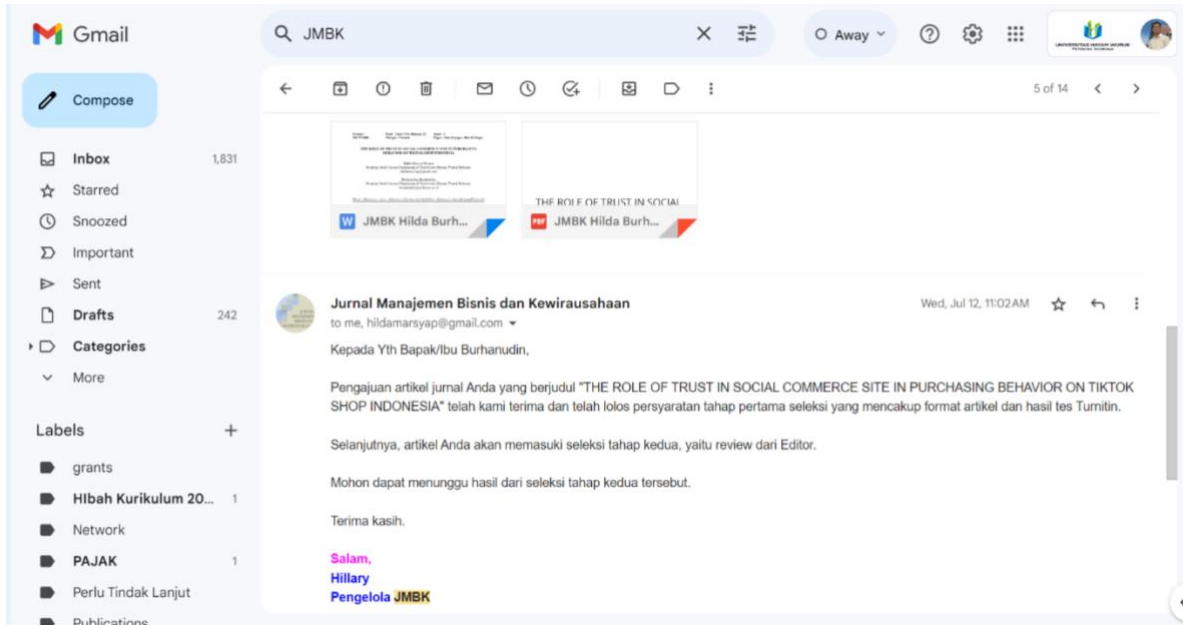 Gmail
JMBK
Away
Compose
5 of 14
Inbox 1,831
Starred
Snoozed
Important
Sent
Drafts 242
Categories
More
Labels
grants
HIbah Kurikulum 20... 1
Network
PAJAK 1
Perlu Tindak Lanjut
Publications
THE ROLE OF TRUST IN SOCIAL
W JMBK Hilda Burh...
PDF JMBK Hilda Burh...
Jurnal Manajemen Bisnis dan Kewirausahaan Wed, Jul 12, 11:02 AM
to me, hildamarsyap@gmail.com
Kepada Yth Bapak/Ibu Burhanudin,
Pengajuan artikel jurnal Anda yang berjudul "THE ROLE OF TRUST IN SOCIAL COMMERCE SITE IN PURCHASING BEHAVIOR ON TIKTOK
SHOP INDONESIA" telah kami terima dan telah lolos persyaratan tahap pertama seleksi yang mencakup format artikel dan hasil tes Turnitin.
Selanjutnya, artikel Anda akan memasuki seleksi tahap kedua, yaitu review dari Editor.
Mohon dapat menunggu hasil dari seleksi tahap kedua tersebut.
Terima kasih.
Salam,
Hillary
Pengelola JMBK